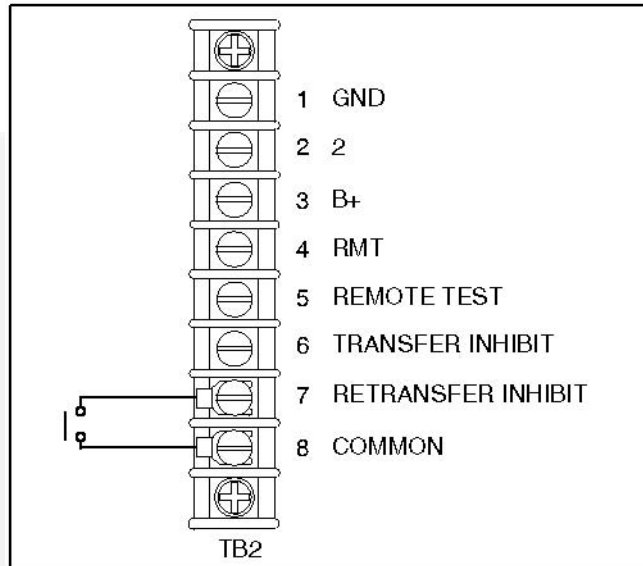 1 GND
2 2
3 B+
4 RMT
5 REMOTE TEST
6 TRANSFER INHIBIT
7 RETRANSFER INHIBIT
8 COMMON
TB2